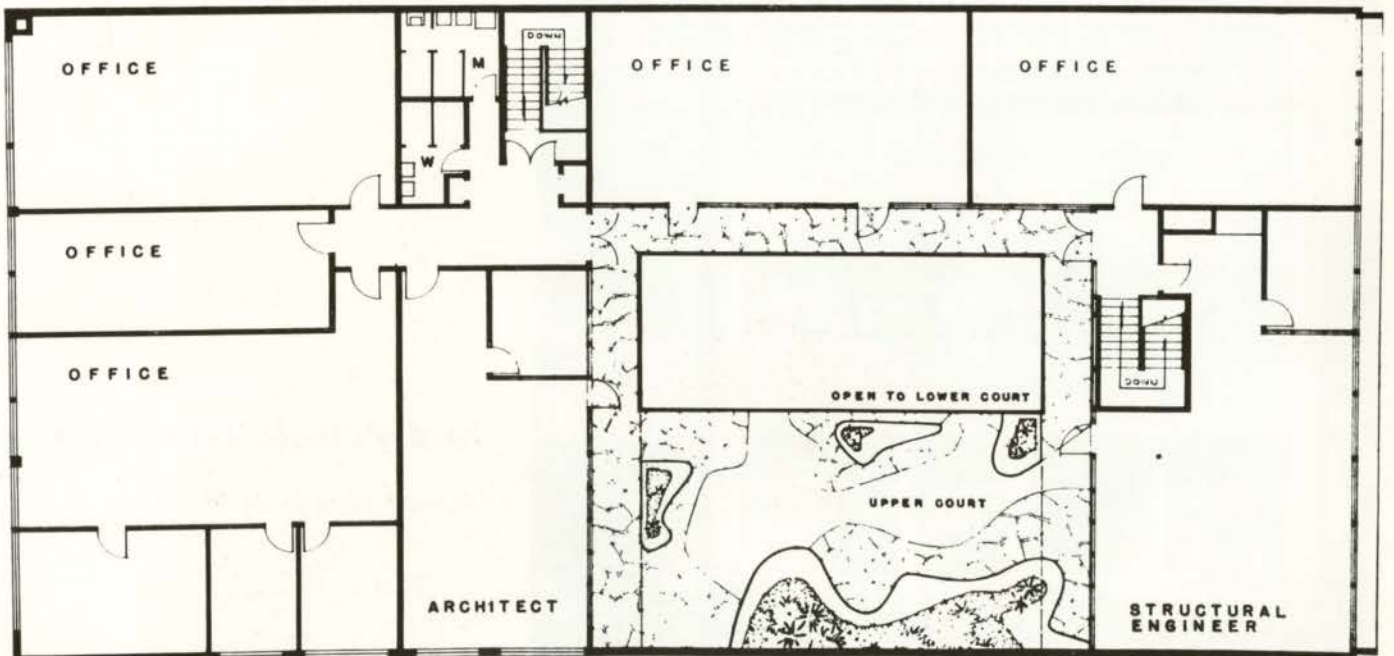 OFFICE
M
DOWN
OFFICE
OFFICE
W
OFFICE
OFFICE
DOWN
OPEN TO LOWER COURT
UPPER COURT
ARCHITECT
STRUCTURAL
ENGINEER